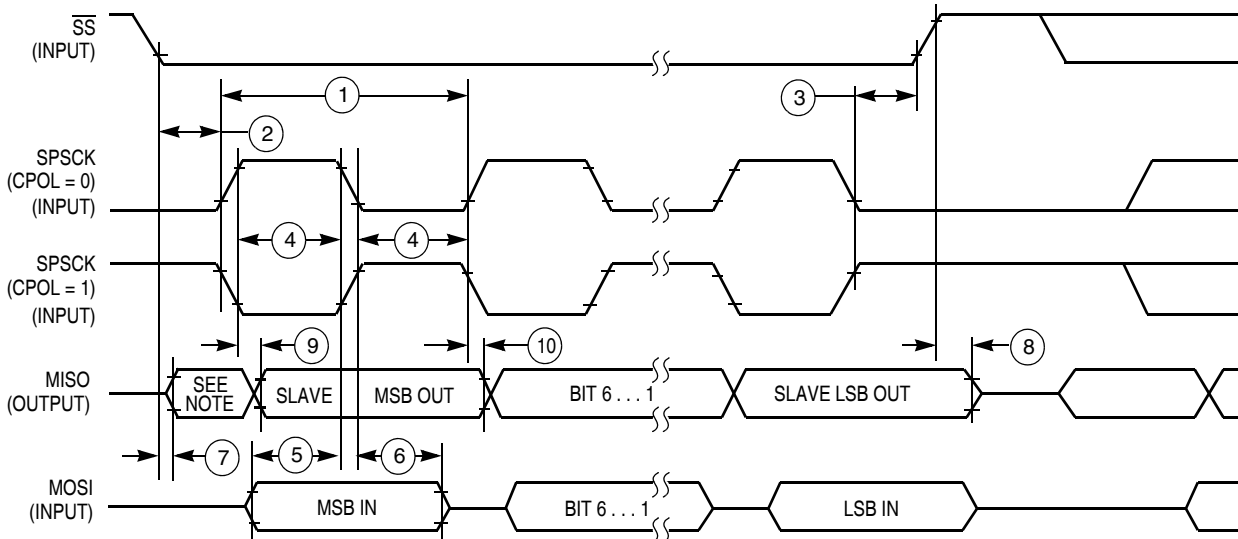 SS
(INPUT)
1
3
2
SPSCK
(CPOL = 0)
(INPUT)
4
4
SPSCK
(CPOL = 1)
(INPUT)
9
10
8
MISO
(OUTPUT)
SEE
NOTE
SLAVE
MSB OUT
BIT 6 . . . 1
SLAVE LSB OUT
7
5
6
MOSI
(INPUT)
MSB IN
BIT 6 . . . 1
LSB IN